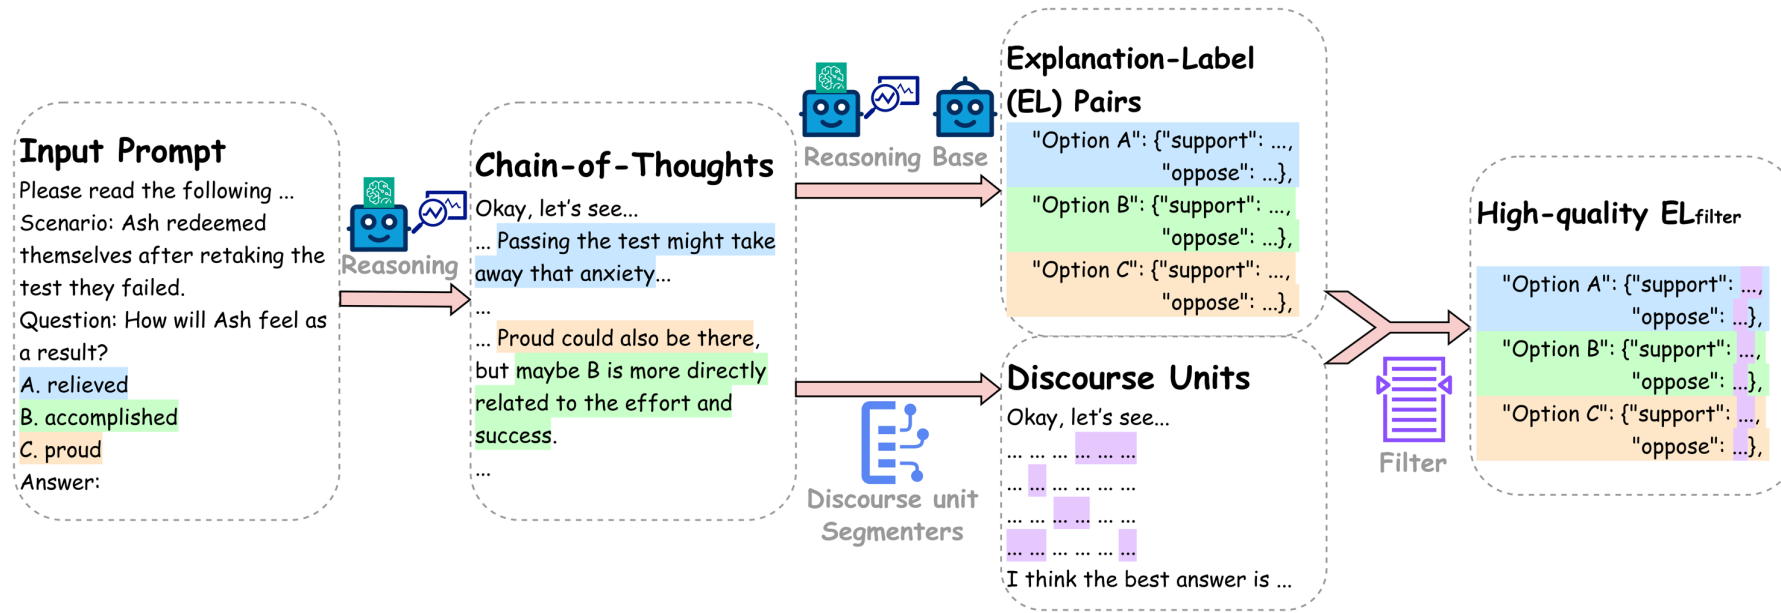 Input Prompt
Please read the following ...
Scenario: Ash redeemed
themselves after retaking the
test they failed.
Question: How will Ash feel as
a result?
A. relieved
B. accomplished
C. proud
Answer:
Reasoning
Chain-of-Thoughts
Okay, let's see...
... Passing the test might take
away that anxiety...
...
... Proud could also be there,
but maybe B is more directly
related to the effort and
success.
...
Reasoning Base
Discourse unit
Segmenters
Explanation-Label
(EL) Pairs
"Option A": {"support": ...,
"oppose": ...},
"Option B": {"support": ...,
"oppose": ...},
"Option C": {"support": ...,
"oppose": ...},
Discourse Units
Okay, let's see...
... ... ... ... ... ...
... ... ... ... ... ...
... ... ... ... ... ...
... ... ... ... ... ...
I think the best answer is ...
Filter
High-quality ELfilter
"Option A": {"support": ...,
"oppose": ...},
"Option B": {"support": ...,
"oppose": ...},
"Option C": {"support": ...,
"oppose": ...},